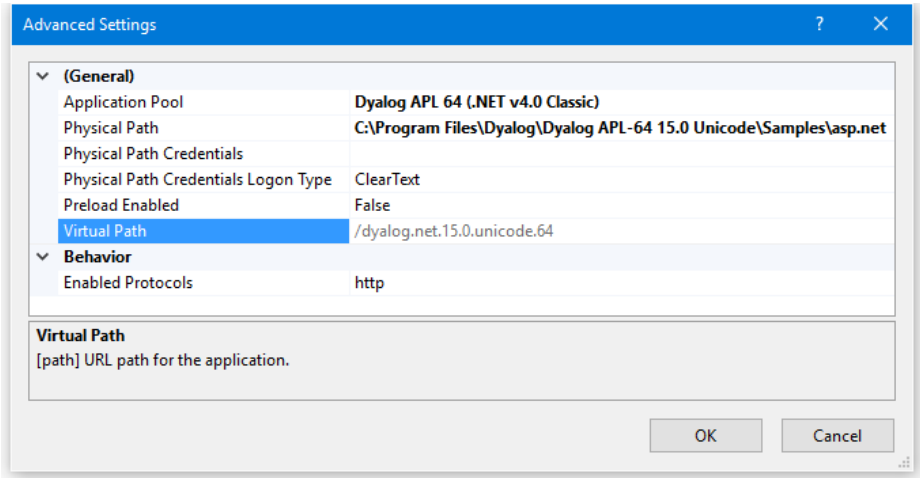 Advanced Settings ? ×
(General)
Application Pool Dyalog APL 64 (.NET v4.0 Classic)
Physical Path C:\Program Files\Dyalog\Dyalog APL-64 15.0 Unicode\Samples\asp.net
Physical Path Credentials
Physical Path Credentials Logon Type ClearText
Preload Enabled False
Virtual Path /dyalog.net.15.0.unicode.64
Behavior
Enabled Protocols http
Virtual Path
[path] URL path for the application.
OK Cancel